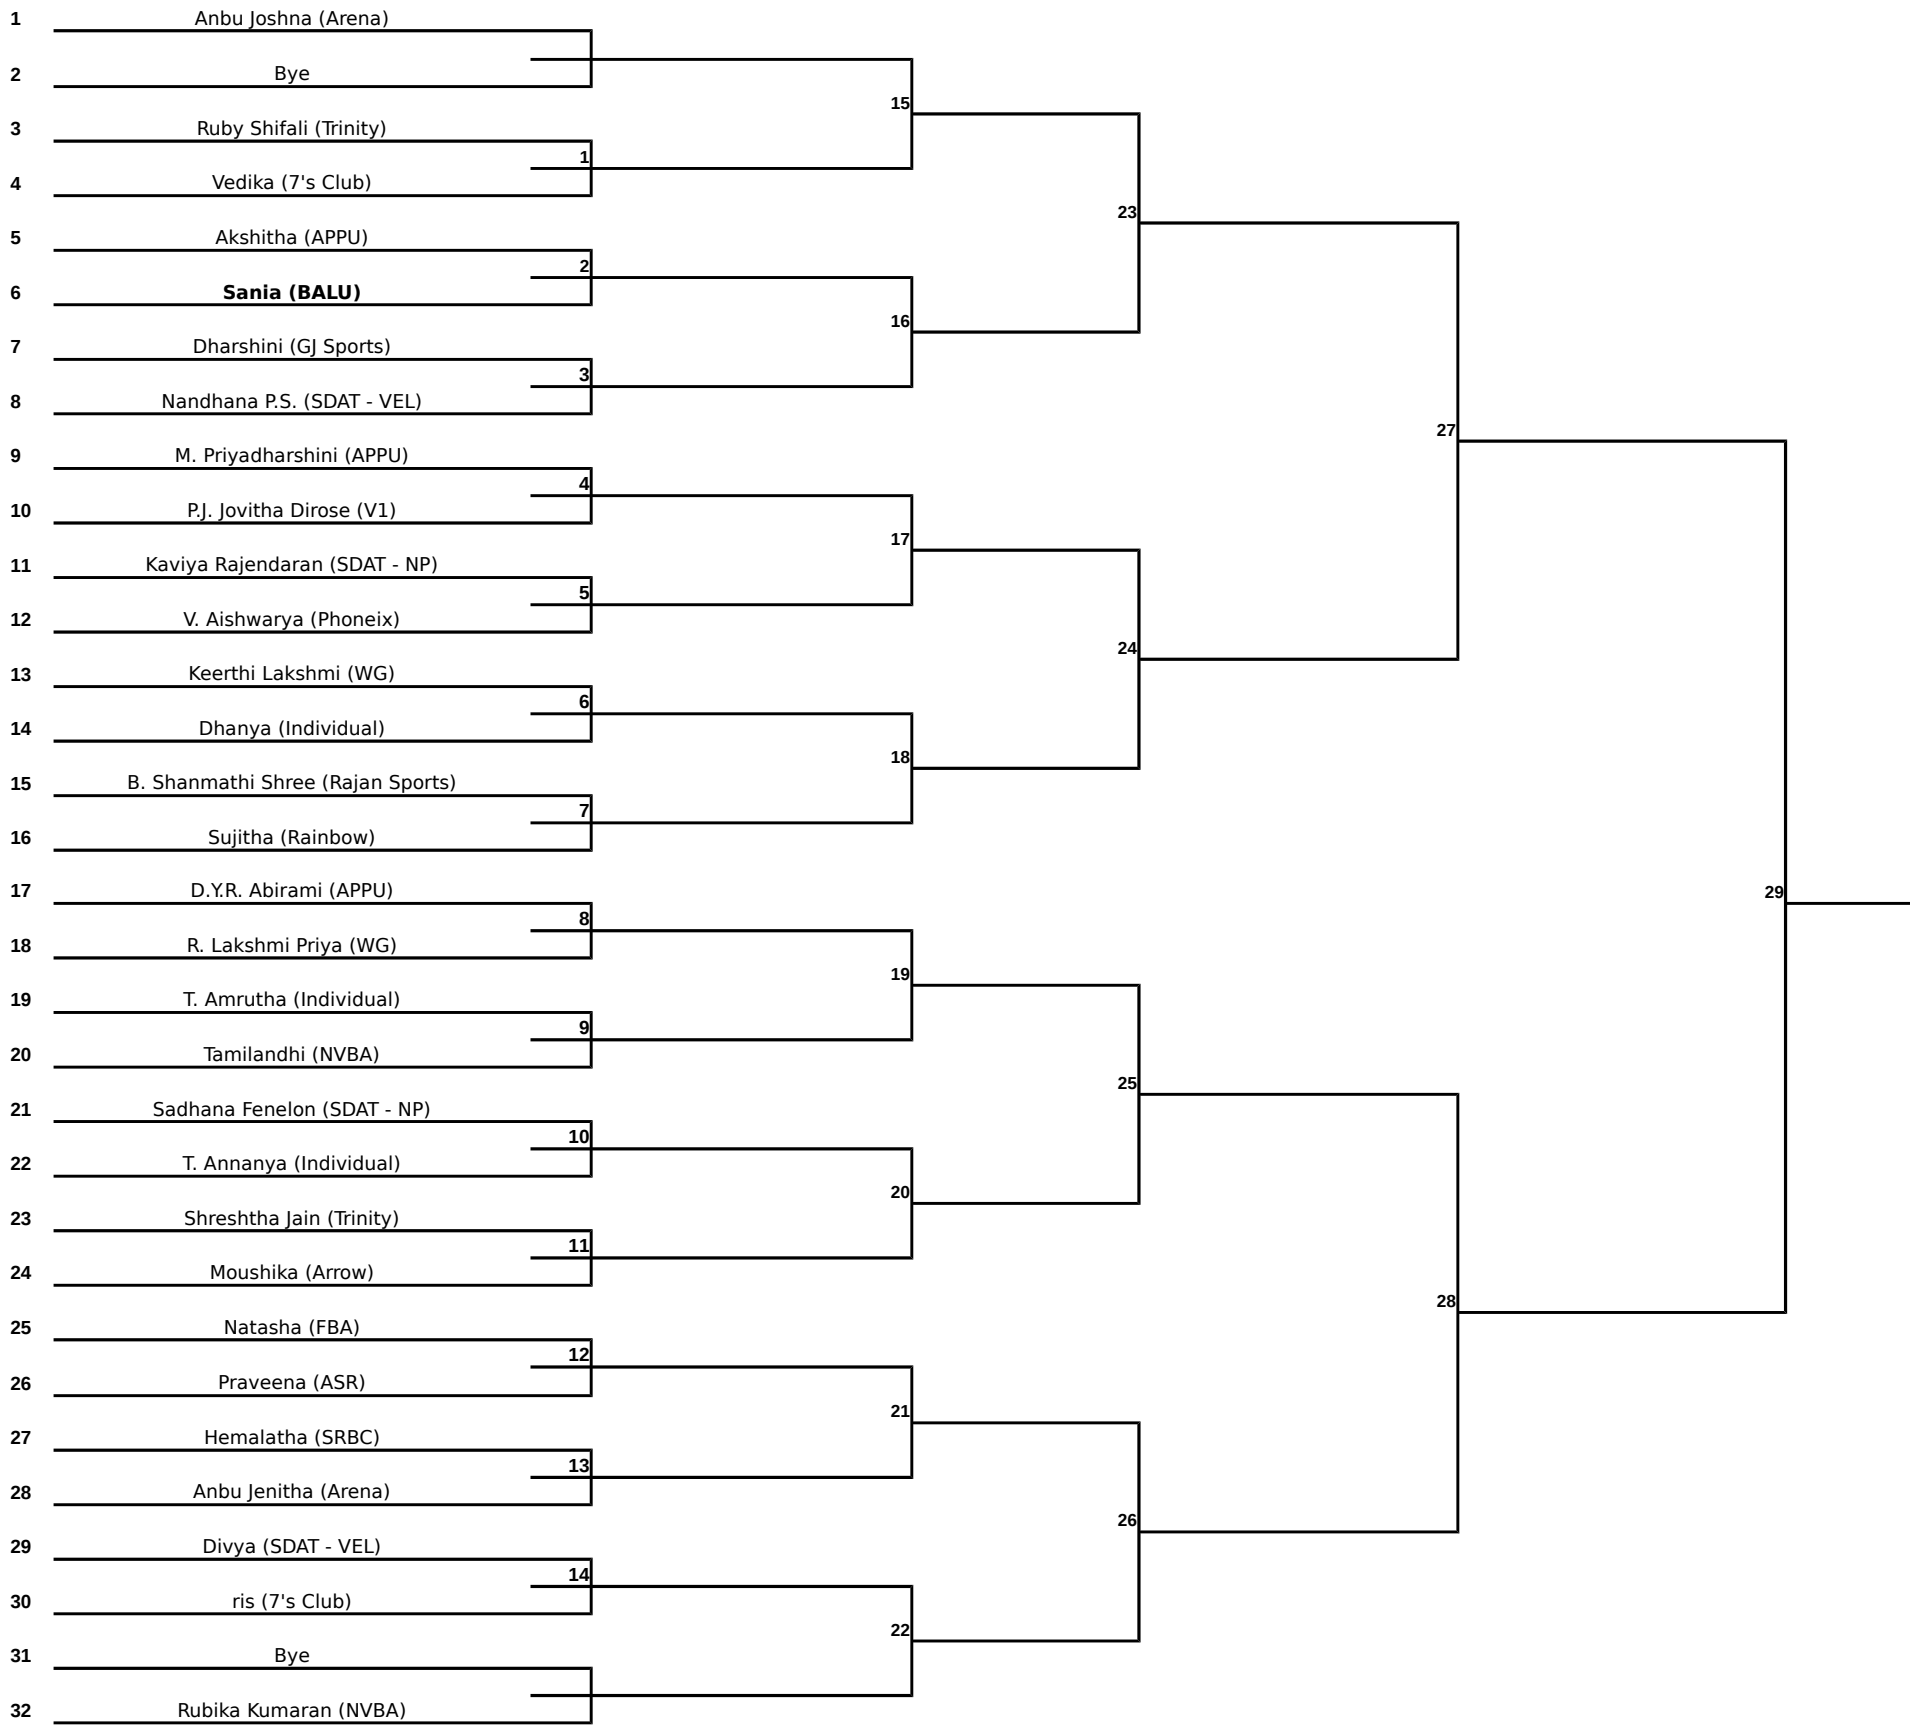 1 Anbu Joshna (Arena)
2 Bye
15
3 Ruby Shifali (Trinity)
1
4 Vedika (7's Club)
23
5 Akshitha (APPU)
2
6 Sania (BALU)
16
7 Dharshini (GJ Sports)
3
8 Nandhana P.S. (SDAT - VEL)
27
9 M. Priyadharshini (APPU)
4
10 P.J. Jovitha Dirose (V1)
17
11 Kaviya Rajendaran (SDAT - NP)
5
12 V. Aishwarya (Phoneix)
24
13 Keerthi Lakshmi (WG)
6
14 Dhanya (Individual)
18
15 B. Shanmathi Shree (Rajan Sports)
7
16 Sujitha (Rainbow)
17 D.Y.R. Abirami (APPU)
29
8
18 R. Lakshmi Priya (WG)
19
19 T. Amrutha (Individual)
9
20 Tamilandhi (NVBA)
25
21 Sadhana Fenelon (SDAT - NP)
10
22 T. Annanya (Individual)
20
23 Shreshtha Jain (Trinity)
11
24 Moushika (Arrow)
28
25 Natasha (FBA)
12
26 Praveena (ASR)
21
27 Hemalatha (SRBC)
13
28 Anbu Jenitha (Arena)
26
29 Divya (SDAT - VEL)
14
30 ris (7's Club)
22
31 Bye
32 Rubika Kumaran (NVBA)